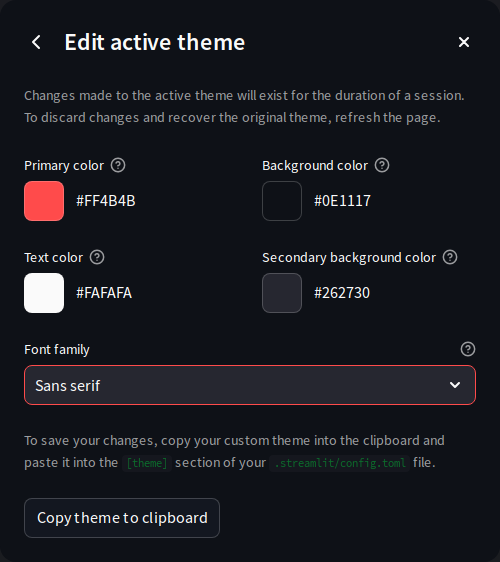 Edit active theme
Changes made to the active theme will exist for the duration of a session.
To discard changes and recover the original theme, refresh the page.
Primary color
Background color
#FF4B4B
#0E1117
Text color
Secondary background color
#FAFAFA
#262730
Font family
Sans serif
To save your changes, copy your custom theme into the clipboard and
paste it into the [theme] section of your .streamlit/config.toml file.
Copy theme to clipboard